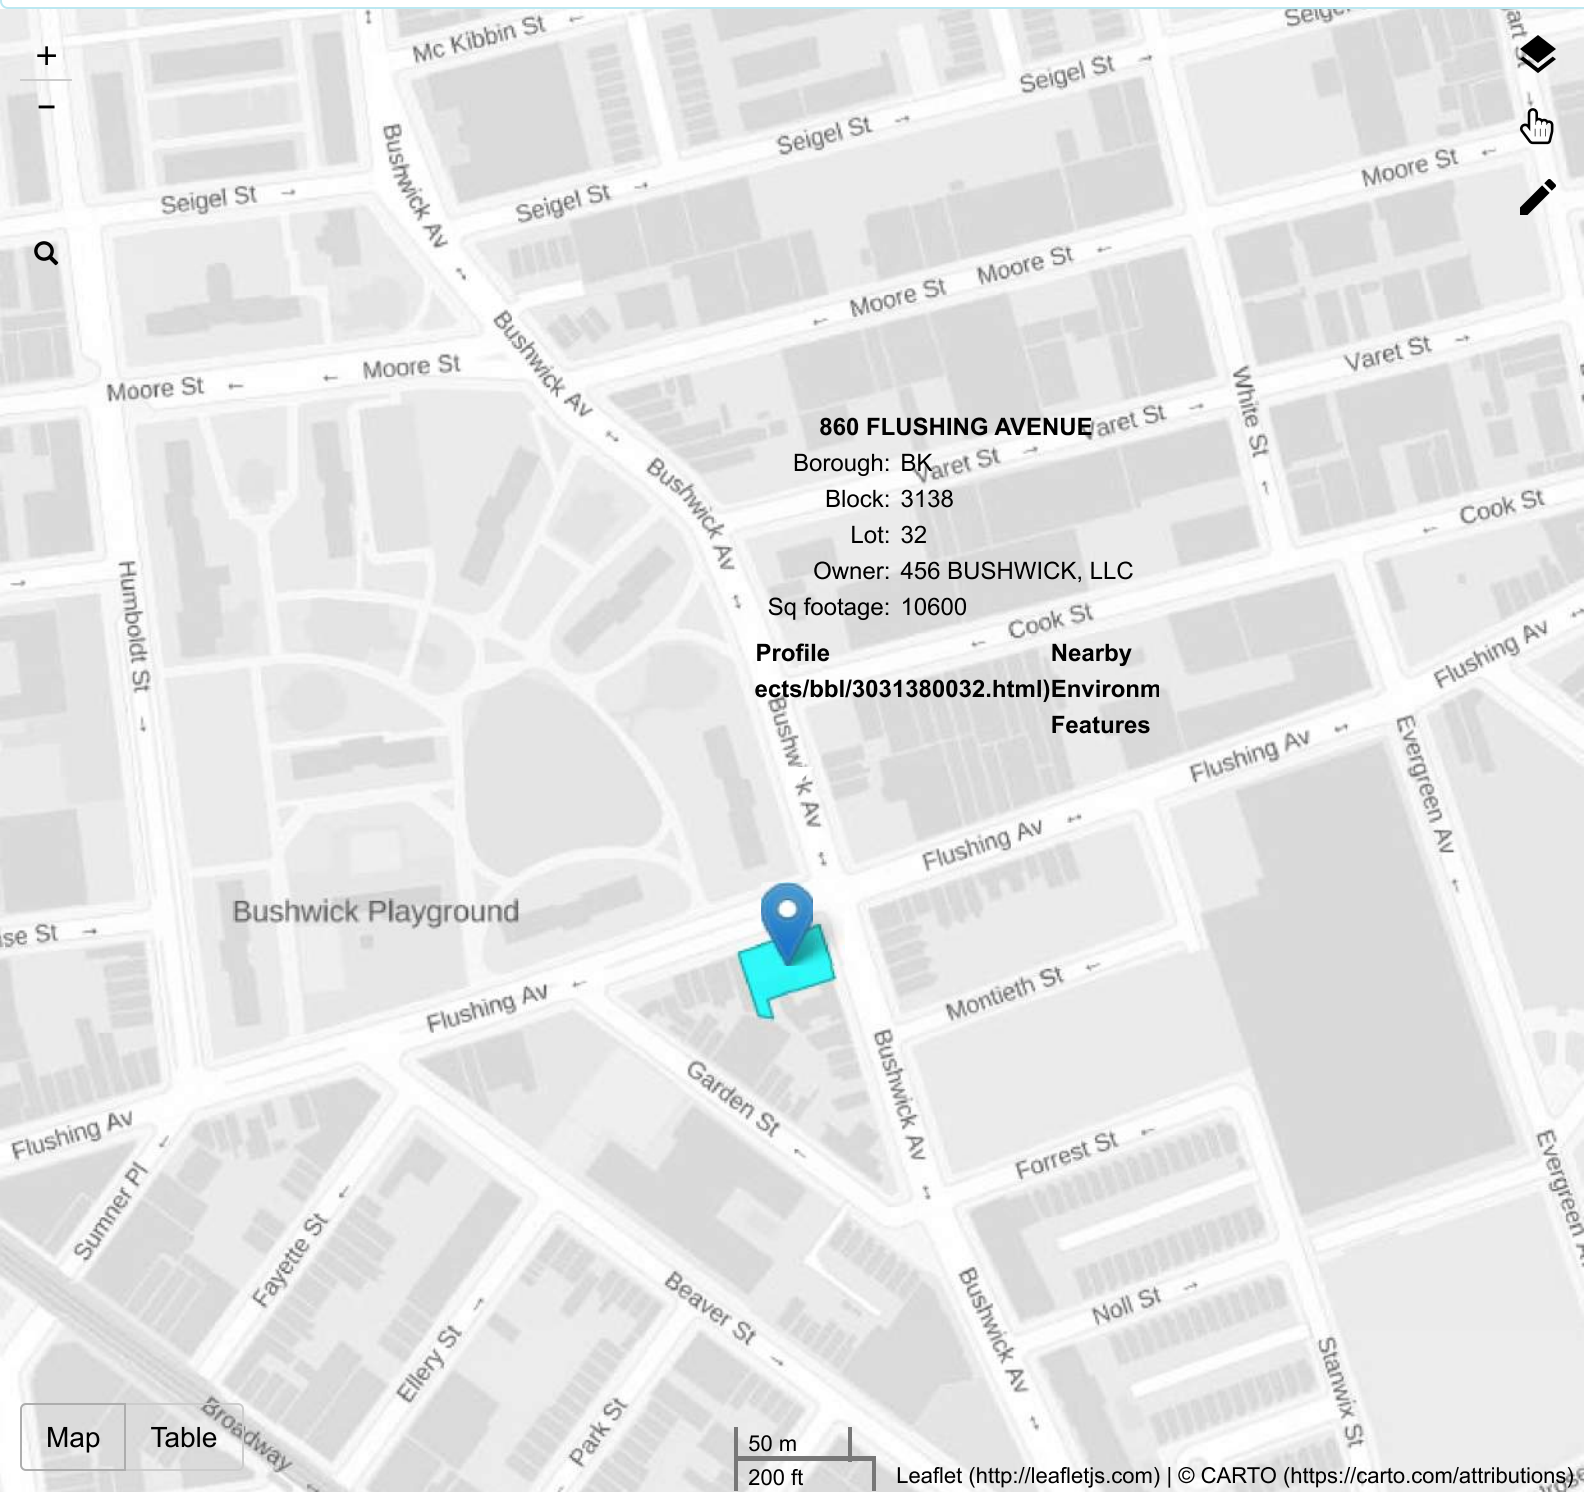 Mc Kibbin St ←
Seigel St →
Seigel St →
Seigel St →
Seigel St →
Bushwick Av
Moore St ←
Moore St
Moore St
Moore St ←
Moore St
Bushwick Av
Varet St →
White St
860 FLUSHING AVENUE
Varet St →
Borough: BK
Varet St →
Bushwick Av
Block: 3138
Cook St
Lot: 32
Humboldt St
Owner: 456 BUSHWICK, LLC
Sq footage: 10600
Cook St
Flushing Av
Profile
Nearby
ects/bbl/3031380032.html)
Environm
Features
Bushwick Av
Flushing Av
Evergreen Av
Flushing Av
Bushwick Playground
Montieth St
Flushing Av
Garden St
Bushwick Av
Flushing Av
Forrest St
Sumner Pl
Evergreen A
Fayette St
Beaver St
Noll St
Bushwick Av
Ellery St
Stanwix St
Park St
Broadway
Map
Table
50 m
200 ft
Leaflet (http://leafletjs.com) | © CARTO (https://carto.com/attributions)